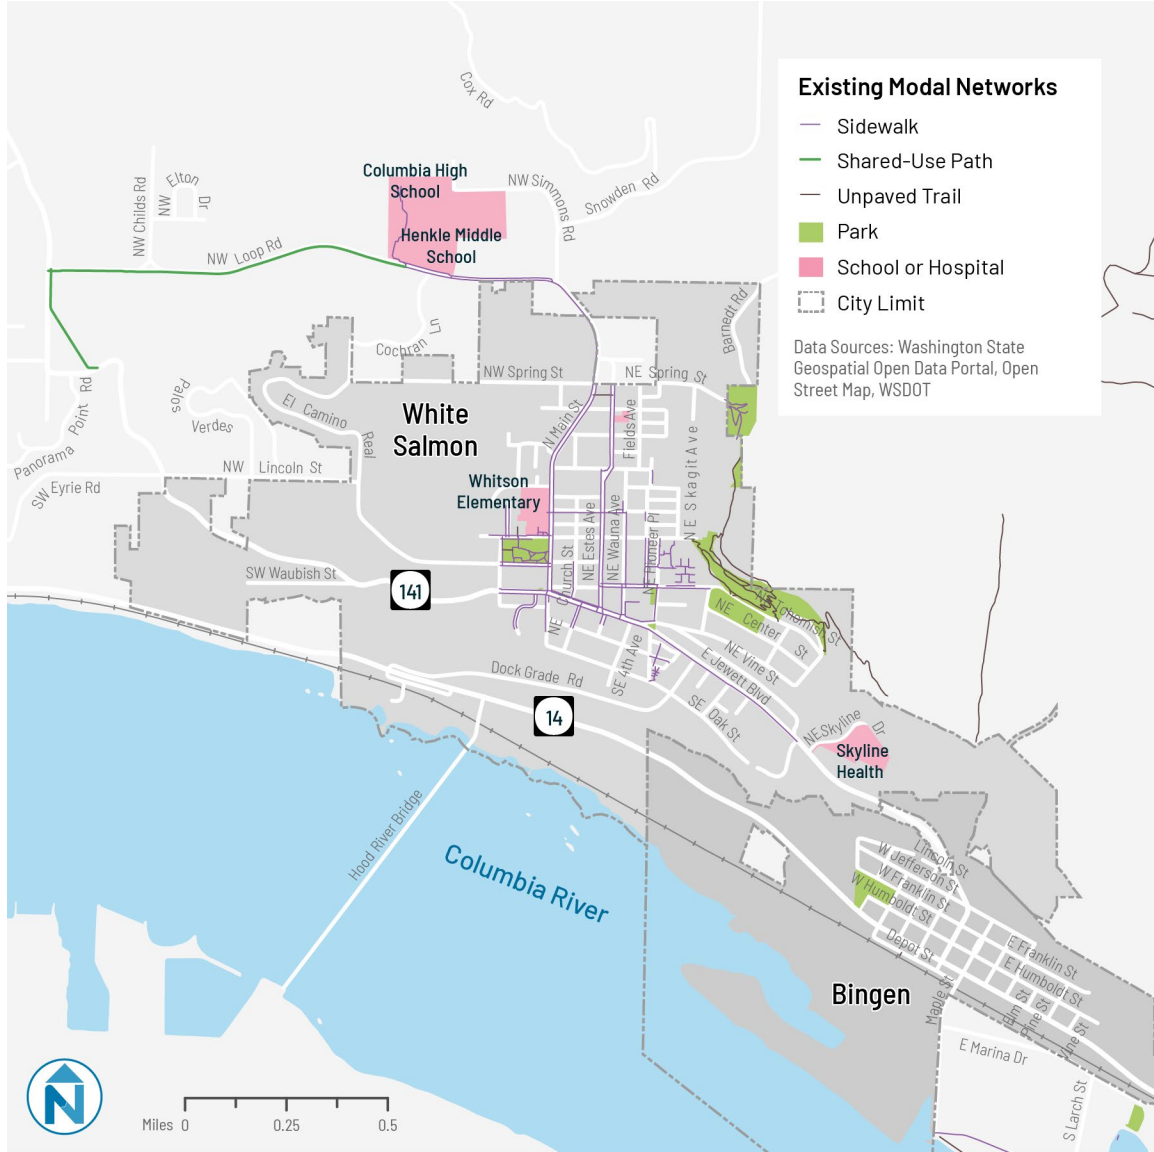 Existing Modal Networks
Sidewalk
Shared-Use Path
Unpaved Trail
Park
School or Hospital
City Limit
Data Sources: Washington State
Geospatial Open Data Portal, Open
Street Map, WSDOT
Cox Rd
Columbia High
School
Henkle Middle
School
NW Simmons Rd
Snowden Rd
NW Childs Rd
NW Elton Dr
NW Loop Rd
Cochran Ln
Barnedt Rd
NW Spring St
NE Spring St
Panorama Point Rd
Palos Verdes
El Camino Real
White
Salmon
N Main St
Fields Ave
NE Skagit Ave
NW Lincoln St
SW Eyrie Rd
Whitson
Elementary
NE Church St
NE Estes Ave
NE Wauna Ave
NE Pioneer Pl
SW Waubish St
141
NE Tchomish St
NE Center St
NE Vine St
E Jewett Blvd
SE 4th Ave
SE Oak St
Dock Grade Rd
14
NE Skyline Dr
Skyline
Health
Hood River Bridge
Columbia River
Lincoln St
W Jefferson St
W Franklin St
W Humboldt St
Depot St
E Franklin St
E Humboldt St
Bingen
Maple St
Elm St
Pine St
Vine St
E Marina Dr
S Larch St
N
Miles 0 0.25 0.5